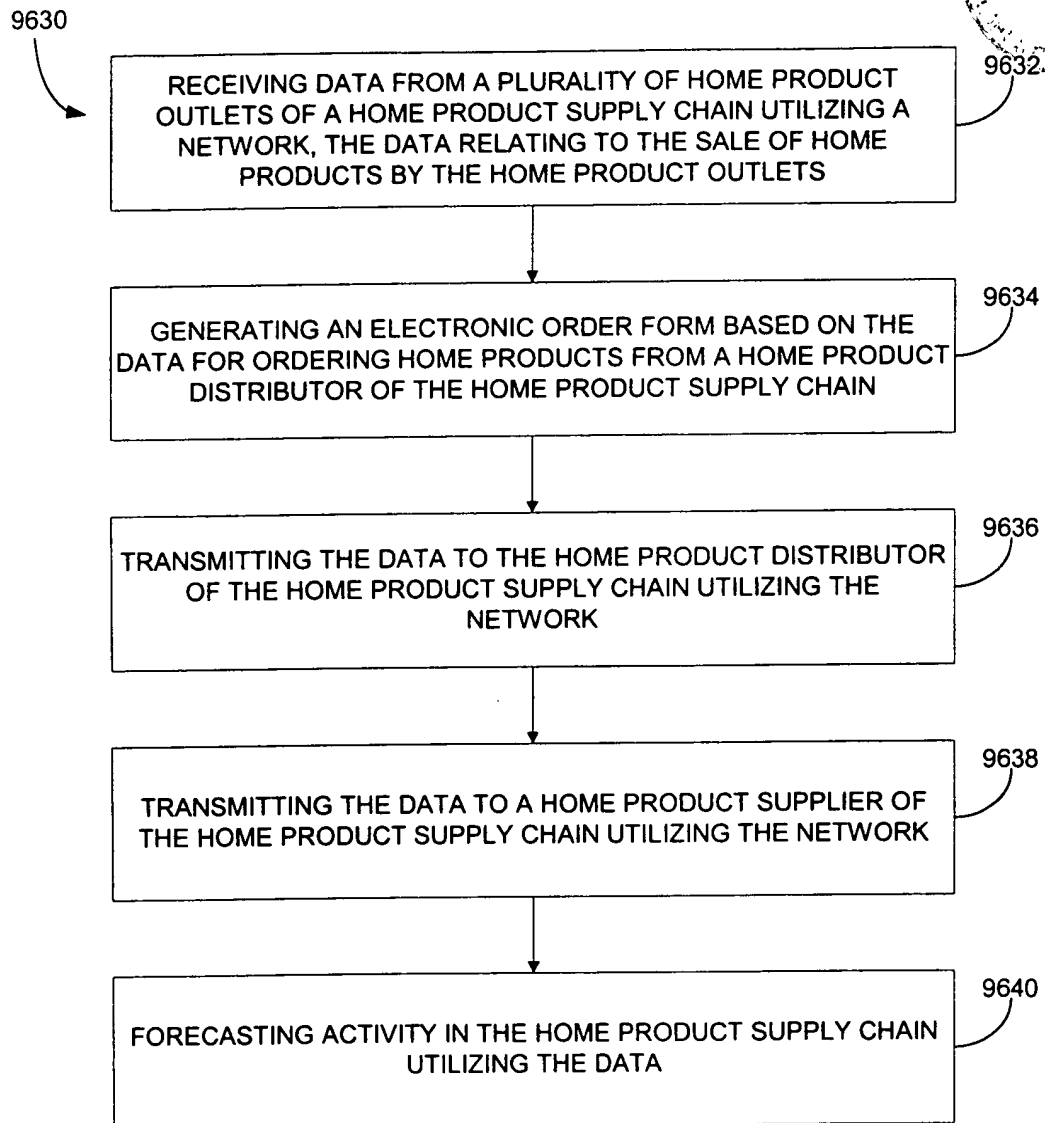 9630
9632
RECEIVING DATA FROM A PLURALITY OF HOME PRODUCT
OUTLETS OF A HOME PRODUCT SUPPLY CHAIN UTILIZING A
NETWORK, THE DATA RELATING TO THE SALE OF HOME
PRODUCTS BY THE HOME PRODUCT OUTLETS
9634
GENERATING AN ELECTRONIC ORDER FORM BASED ON THE
DATA FOR ORDERING HOME PRODUCTS FROM A HOME PRODUCT
DISTRIBUTOR OF THE HOME PRODUCT SUPPLY CHAIN
9636
TRANSMITTING THE DATA TO THE HOME PRODUCT DISTRIBUTOR
OF THE HOME PRODUCT SUPPLY CHAIN UTILIZING THE
NETWORK
9638
TRANSMITTING THE DATA TO A HOME PRODUCT SUPPLIER OF
THE HOME PRODUCT SUPPLY CHAIN UTILIZING THE NETWORK
9640
FORECASTING ACTIVITY IN THE HOME PRODUCT SUPPLY CHAIN
UTILIZING THE DATA